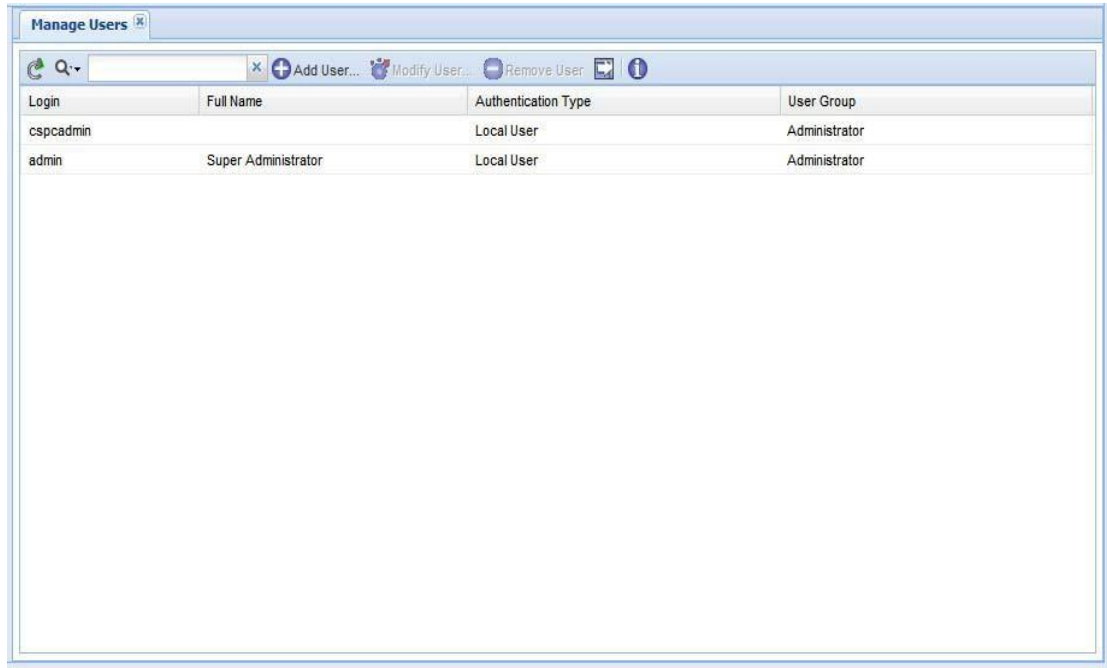 Manage Users
Add User... Modify User... Remove User
Login Full Name Authentication Type User Group
cspcadmin Local User Administrator
admin Super Administrator Local User Administrator